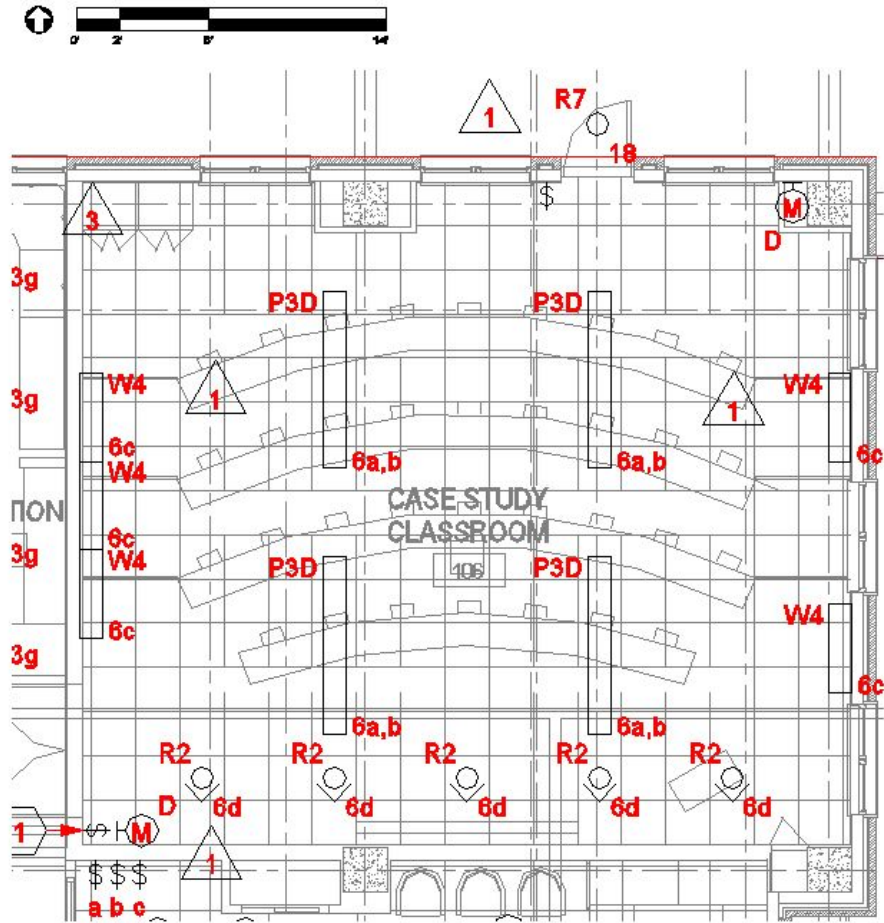 0' 2' 6' 14'
R7
1
18
3
$
M
D
3g
P3D
P3D
W4
W4
3g
1
1
6c
6a,b
6a,b
6c
W4
CASE STUDY
TION
CLASSROOM
6c
3g
W4
P3D
P3D
106
6c
W4
3g
6c
6a,b
6a,b
R2
R2
R2
R2
R2
D
6d
6d
6d
6d
6d
1
$
M
1
$ $ $
a b c